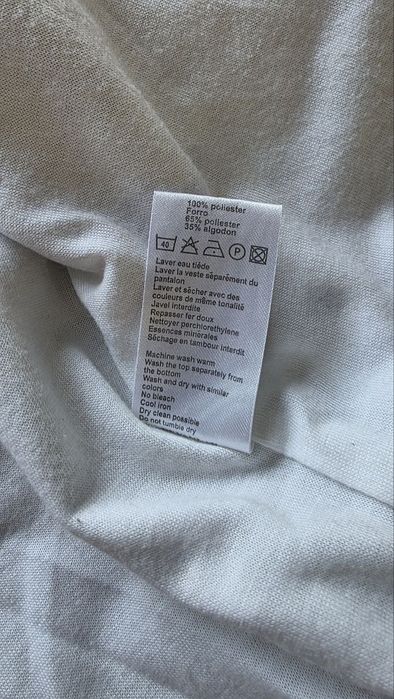 100% poliester
Forro
65% poliester
35% algodon
40 P
Laver eau tiède
Laver la veste séparément du
pantalon
Laver et sécher avec des
couleurs de même tonalité
Javel interdite
Repasser fer doux
Nettoyer perchlorethylene
Essences minérales
Séchage en tambour interdit
Machine wash warm
Wash the top separately from
the bottom
Wash and dry with similar
colors
No bleach
Cool iron
Dry clean possible
Do not tumble dry